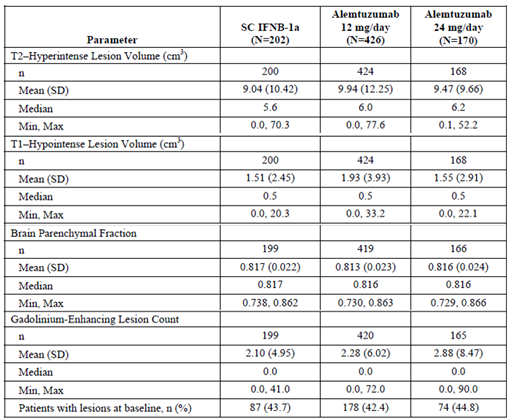 Parameter SC IFNB-1a (N=202) Alemtuzumab 12 mg/day (N=426) Alemtuzumab 24 mg/day (N=170)
T2–Hyperintense Lesion Volume (cm³)
n 200 424 168
Mean (SD) 9.04 (10.42) 9.94 (12.25) 9.47 (9.66)
Median 5.6 6.0 6.2
Min, Max 0.0, 70.3 0.0, 77.6 0.1, 52.2
T1–Hypointense Lesion Volume (cm³)
n 200 424 168
Mean (SD) 1.51 (2.45) 1.93 (3.93) 1.55 (2.91)
Median 0.5 0.5 0.5
Min, Max 0.0, 20.3 0.0, 33.2 0.0, 22.1
Brain Parenchymal Fraction
n 199 419 166
Mean (SD) 0.817 (0.022) 0.813 (0.023) 0.816 (0.024)
Median 0.817 0.816 0.816
Min, Max 0.738, 0.862 0.730, 0.863 0.729, 0.866
Gadolinium-Enhancing Lesion Count
n 199 420 165
Mean (SD) 2.10 (4.95) 2.28 (6.02) 2.88 (8.47)
Median 0.0 0.0 0.0
Min, Max 0.0, 41.0 0.0, 72.0 0.0, 90.0
Patients with lesions at baseline, n (%) 87 (43.7) 178 (42.4) 74 (44.8)